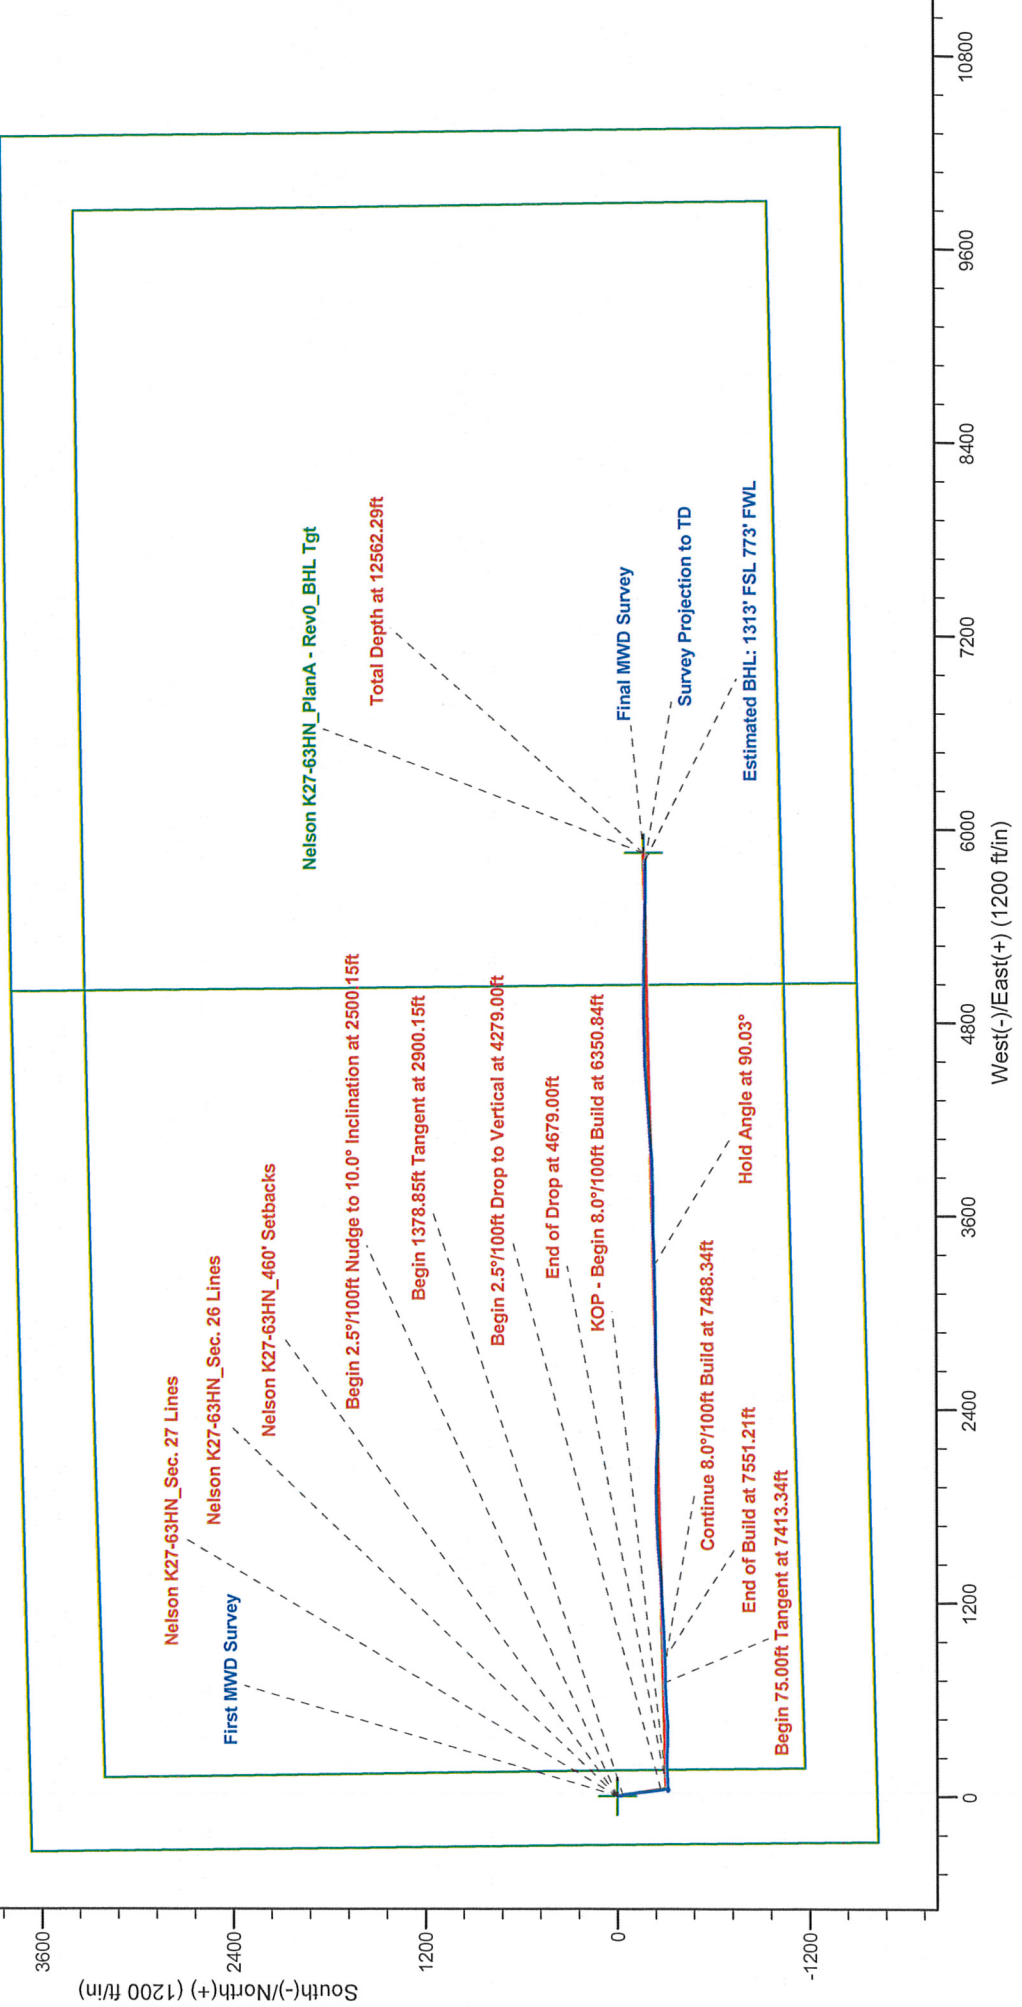 Nelson K27-63HN_Sec. 27 Lines
First MWD Survey
Nelson K27-63HN_Sec. 26 Lines
Nelson K27-63HN_460' Setbacks
Begin 2.5°/100ft Nudge to 10.0° Inclination at 2500.15ft
Begin 1378.85ft Tangent at 2900.15ft
Begin 2.5°/100ft Drop to Vertical at 4279.00ft
End of Drop at 4679.00ft
KOP - Begin 8.0°/100ft Build at 6350.84ft
Continue 8.0°/100ft Build at 7488.34ft
End of Build at 7551.21ft
Begin 75.00ft Tangent at 7413.34ft
Hold Angle at 90.03°
Nelson K27-63HN_PlanA - Rev0_BHL Tgt
Total Depth at 12562.29ft
Final MWD Survey
Survey Projection to TD
Estimated BHL: 1313' FSL 773' FWL
3600
2400
1200
0
-1200
South(-)/North(+) (1200 ft/in)
0
1200
2400
3600
4800
6000
7200
8400
9600
10800
West(-)/East(+) (1200 ft/in)